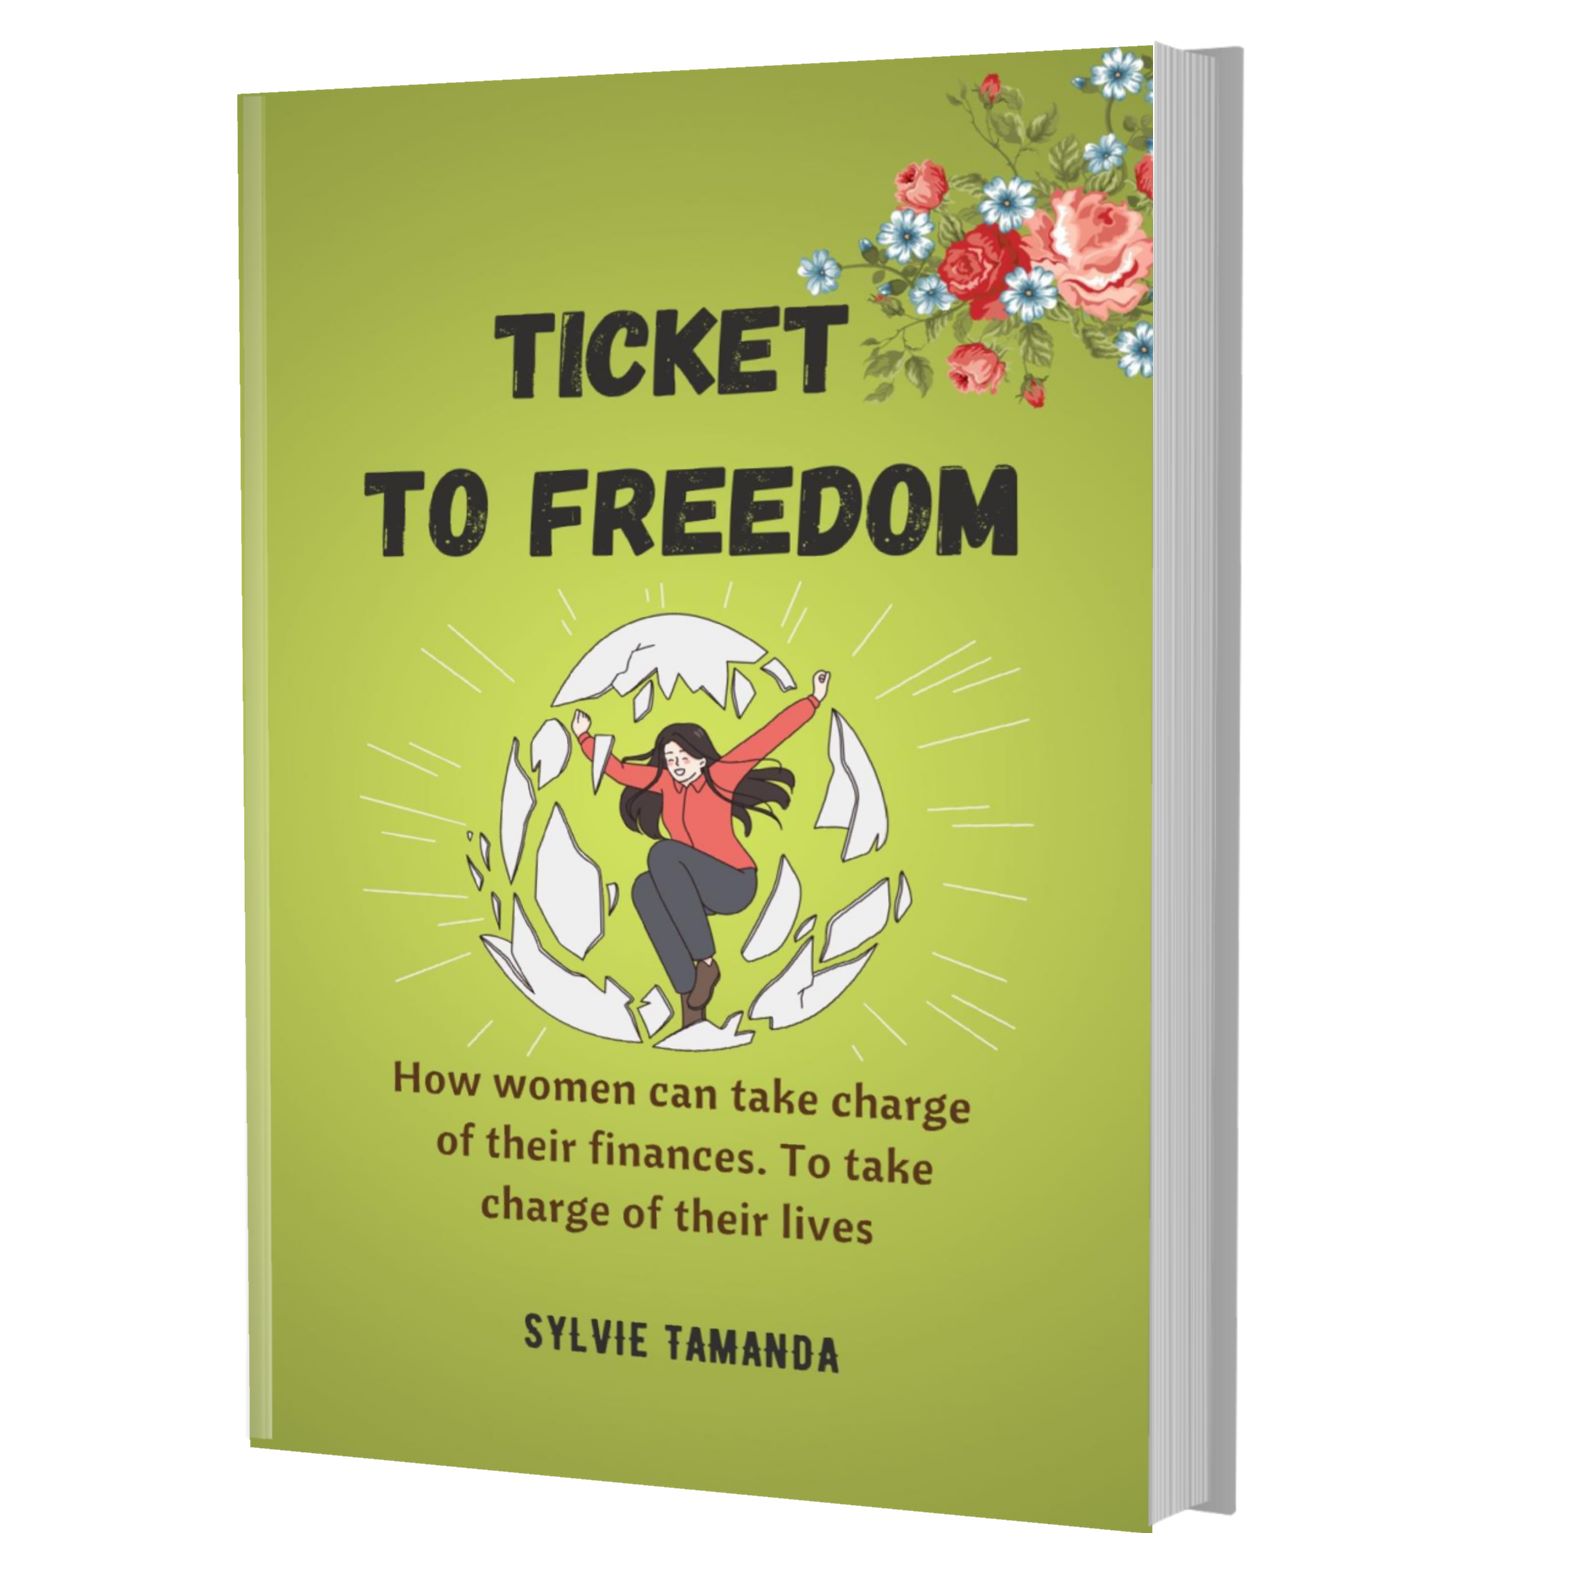 TICKET
TO FREEDOM
How women can take charge
of their finances. To take
charge of their lives
SYLVIE TAMANDA